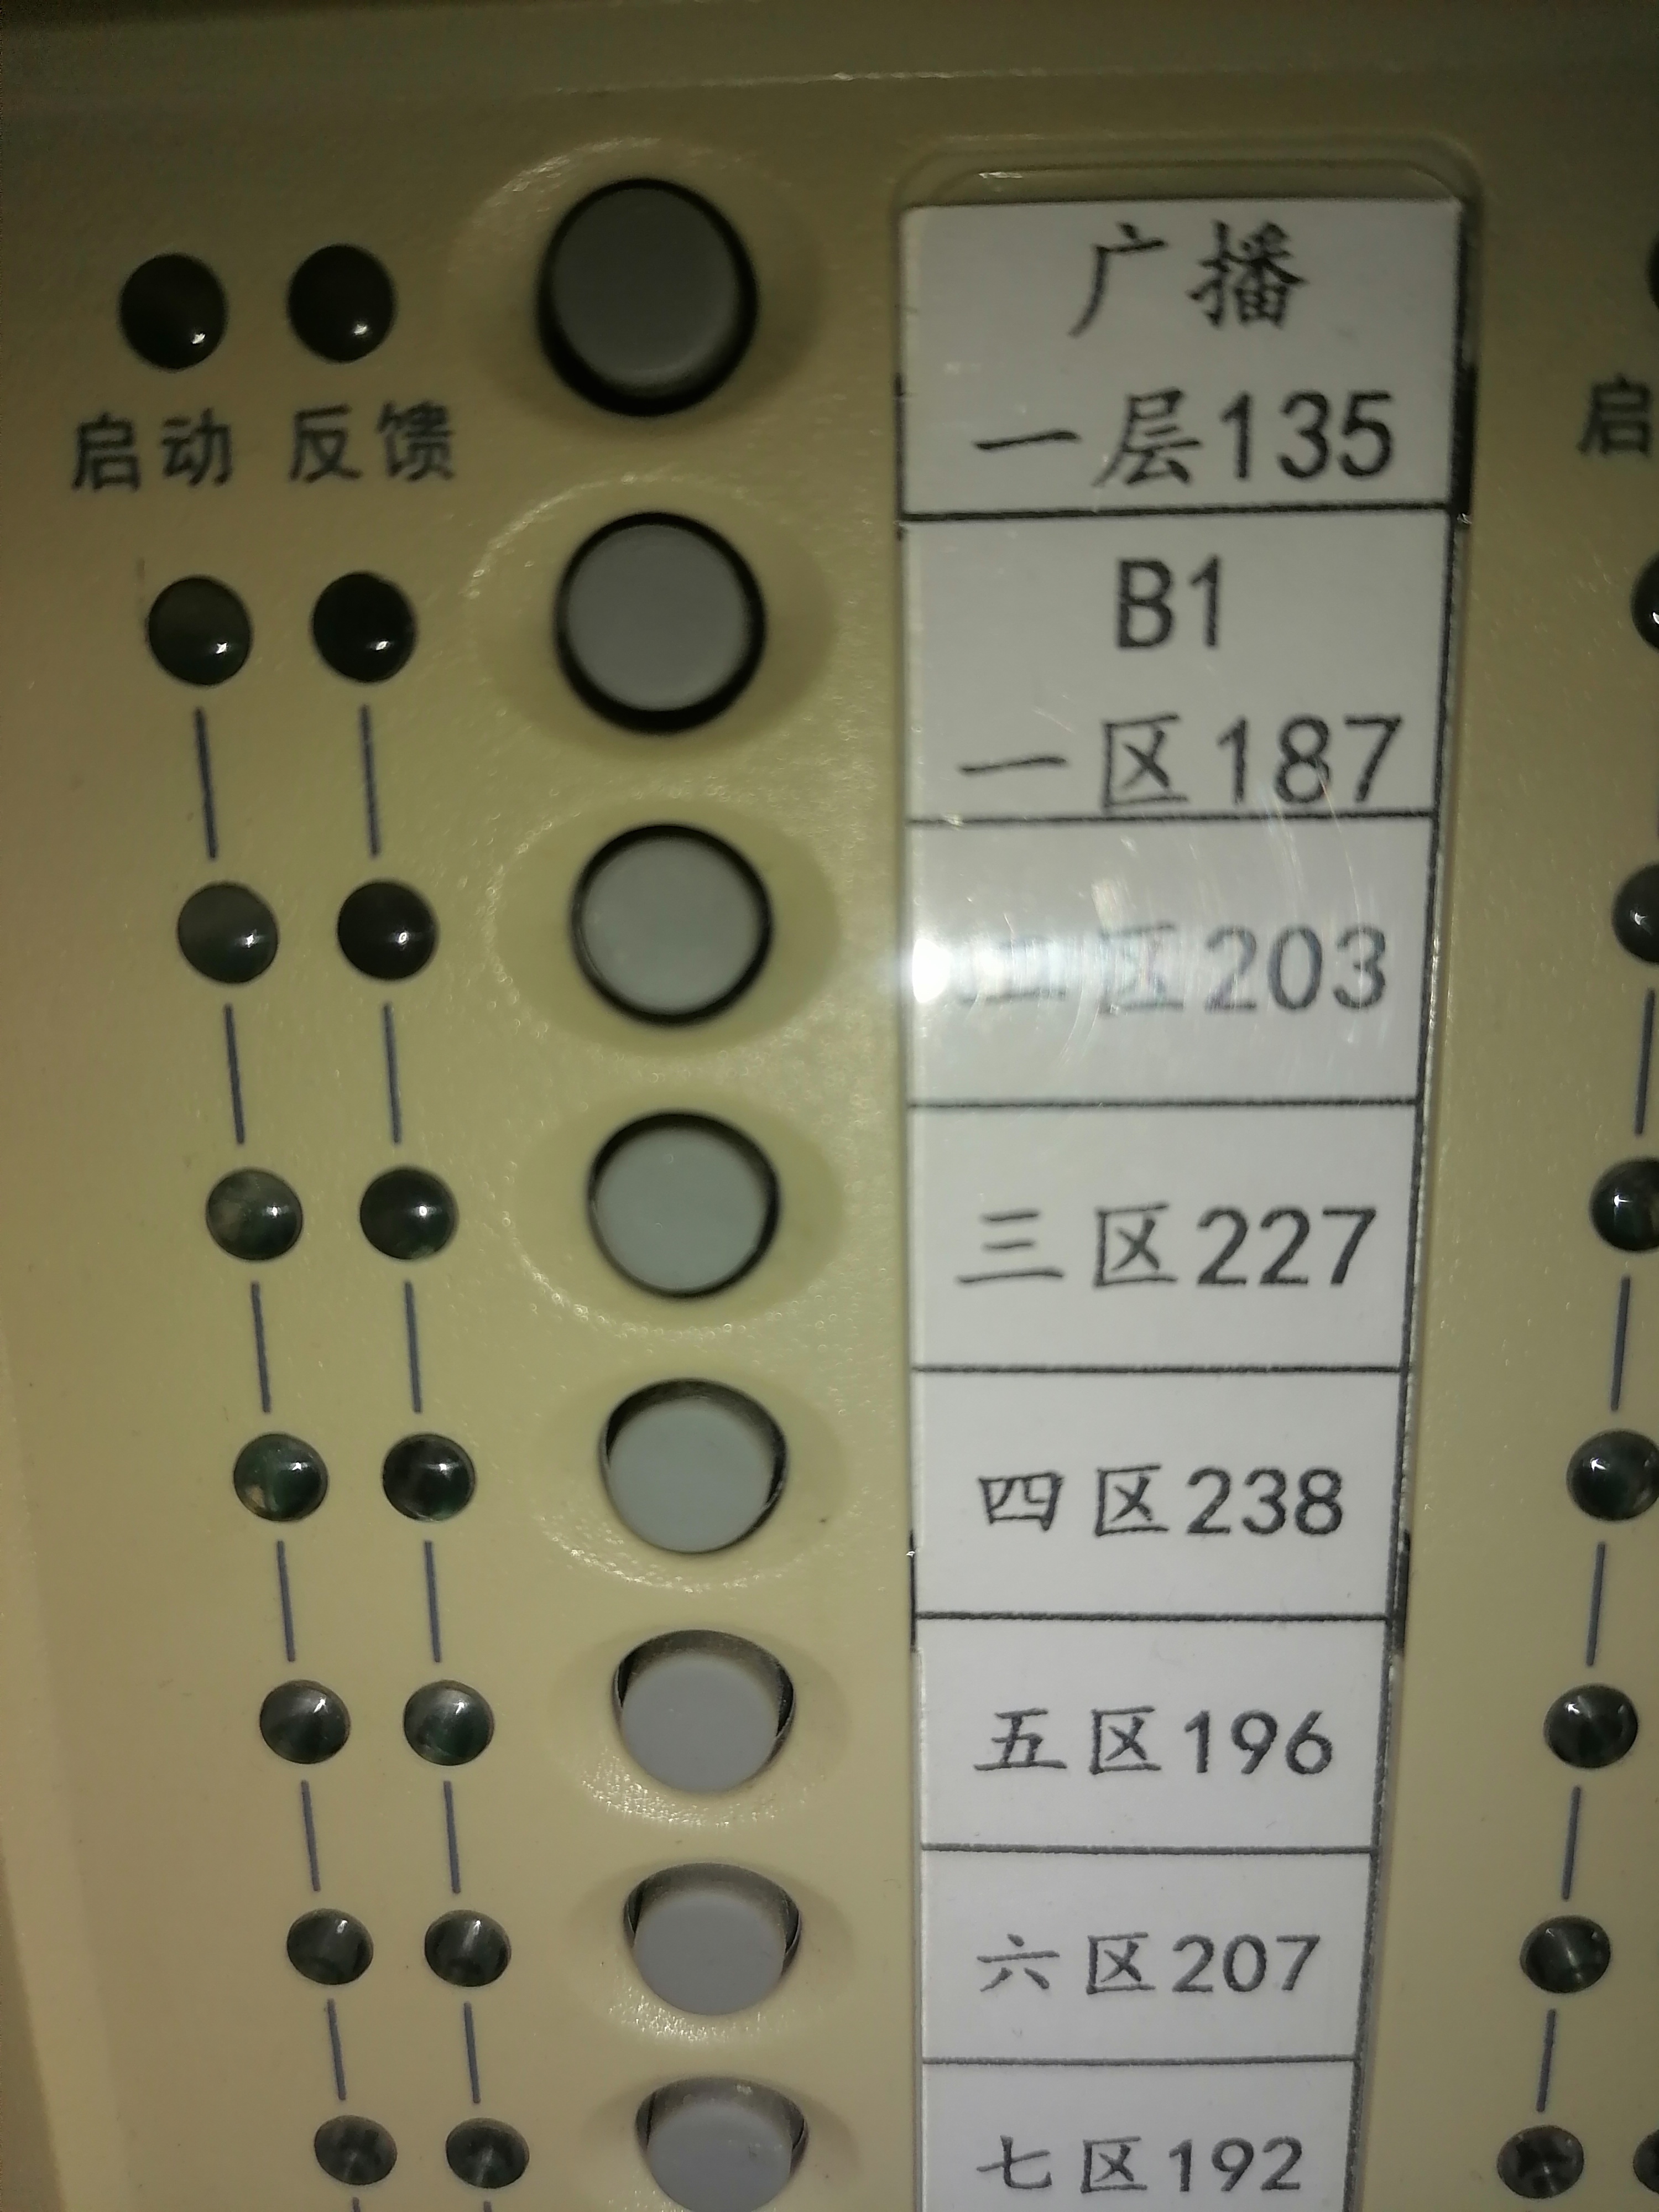 广播
一层135
启动 反馈
启
B1
一区187
区203
三区227
四区238
五区196
六区207
七区192